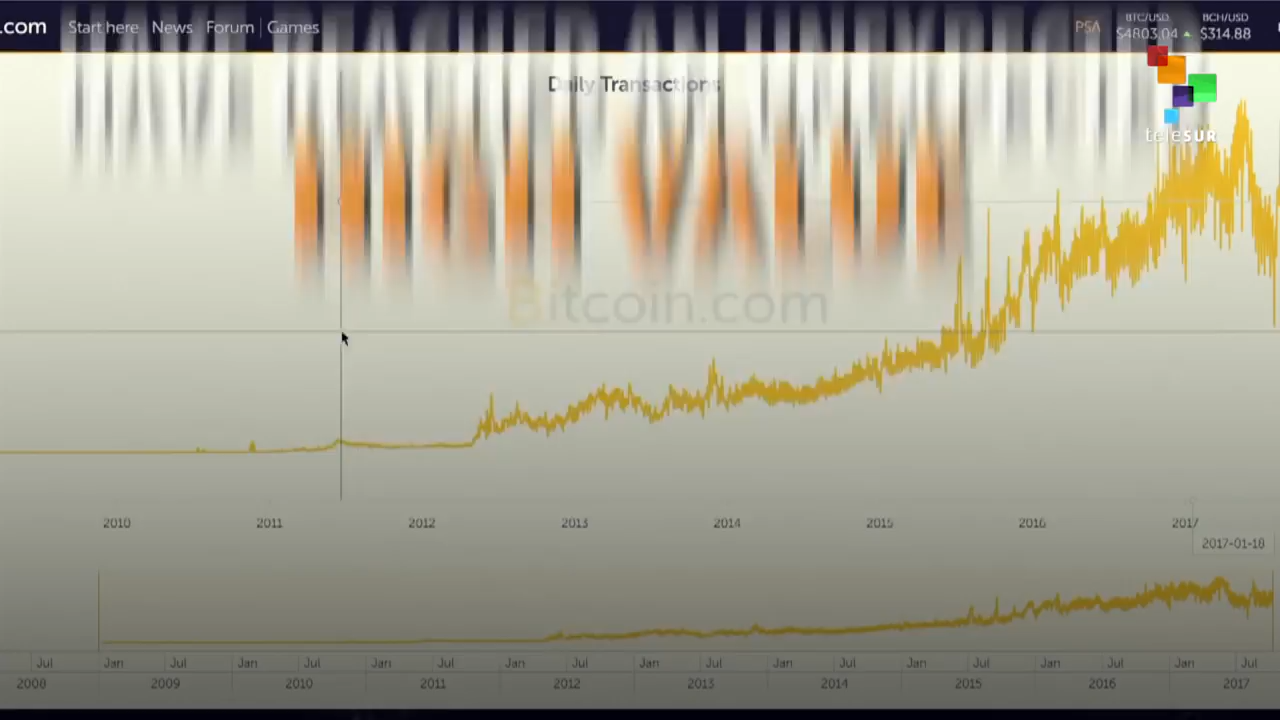 .com Start here News Forum Games PSA BTC/USD $4803.04 BCH/USD $314.88
Daily Transactions
teleSUR
Bitcoin.com
2010 2011 2012 2013 2014 2015 2016 2017
2017-01-18
Jul Jan Jul Jan Jul Jan Jul Jan Jul Jan Jul Jan Jul Jan Jul Jan Jul Jan Jul
2008 2009 2010 2011 2012 2013 2014 2015 2016 2017